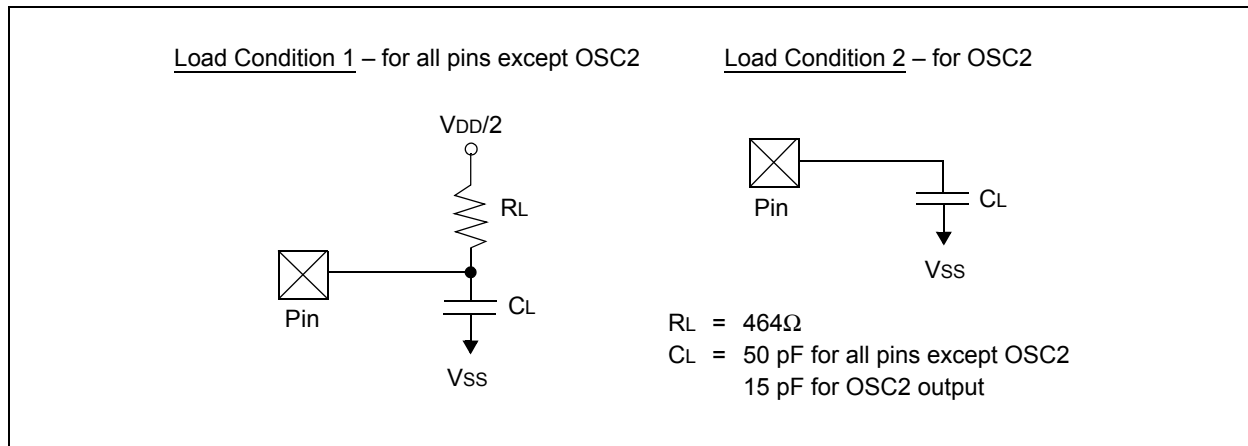 Load Condition 1 – for all pins except OSC2
VDD/2
RL
Pin
CL
VSS
Load Condition 2 – for OSC2
Pin
CL
VSS
RL = 464Ω
CL = 50 pF for all pins except OSC2
15 pF for OSC2 output